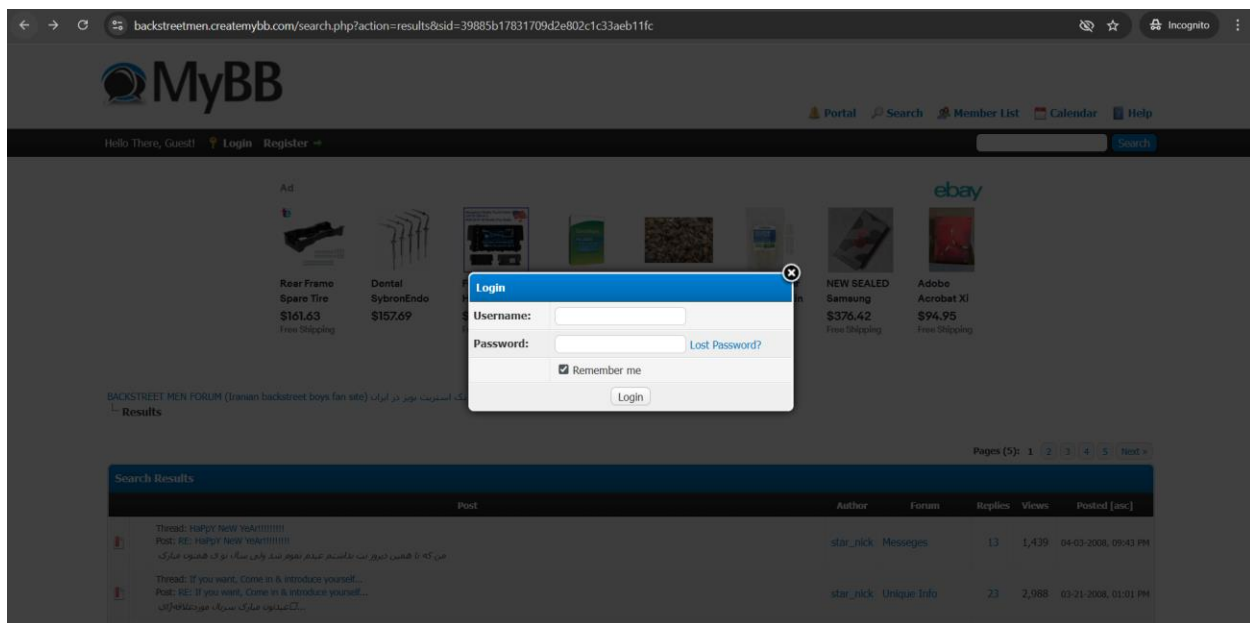 backstreetmen.createmybb.com/search.php?action=results&sid=39885b17831709d2e802c1c33aeb11fc
Incognito
MyBB
Portal Search Member List Calendar Help
Hello There, Guest! Login Register
Search
Ad
ebay
Rear Frame Spare Tire
$161.63
Free Shipping
Dental SybronEndo
$157.69
NEW SEALED Samsung
$376.42
Free Shipping
Adobe Acrobat Xi
$94.95
Free Shipping
Login
Username:
Password:
Lost Password?
Remember me
Login
BACKSTREET MEN FORUM (Iranian backstreet boys fan site) استریت بویز در ایران
Results
Pages (5): 1 2 3 4 5 Next »
Search Results
Post Author Forum Replies Views Posted [asc]
Thread: HaPpY NeW YeAr!!!!!!!!!
Post: RE: HaPpY NeW YeAr!!!!!!!!!
star_nick Messeges 13 1,439 04-03-2008, 09:43 PM
Thread: If you want, Come in & introduce yourself...
Post: RE: If you want, Come in & introduce yourself...
star_nick Unique Info 23 2,988 03-21-2008, 01:01 PM